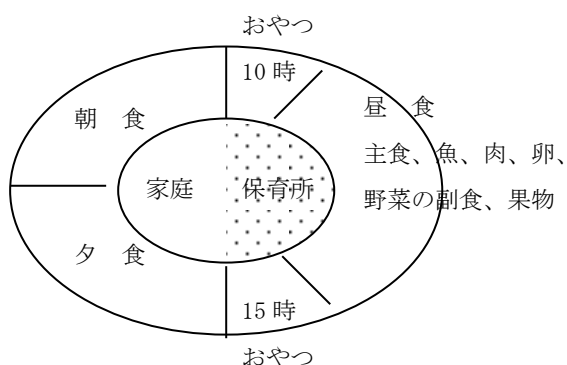 おやつ
10時
昼 食
朝 食
主食、魚、肉、卵、
家庭
保育所
野菜の副食、果物
夕 食
15時
おやつ